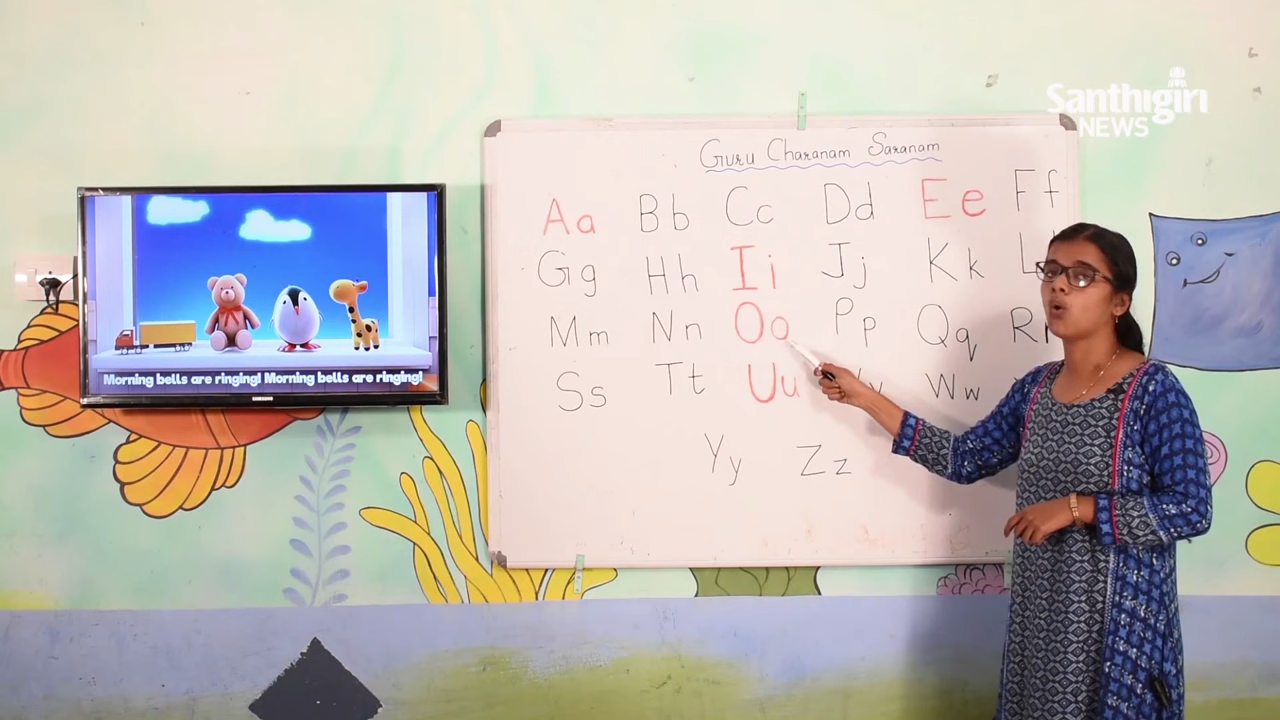 Santhigiri
NEWS
Guru Charanam Saranam
Aa Bb Cc Dd Ee Ff
Gg Hh Ii Jj Kk L
Mm Nn Oo Pp Qq R
Ss Tt Uu v Ww
Yy Zz
Morning bells are ringing! Morning bells are ringing!
SAMSUNG